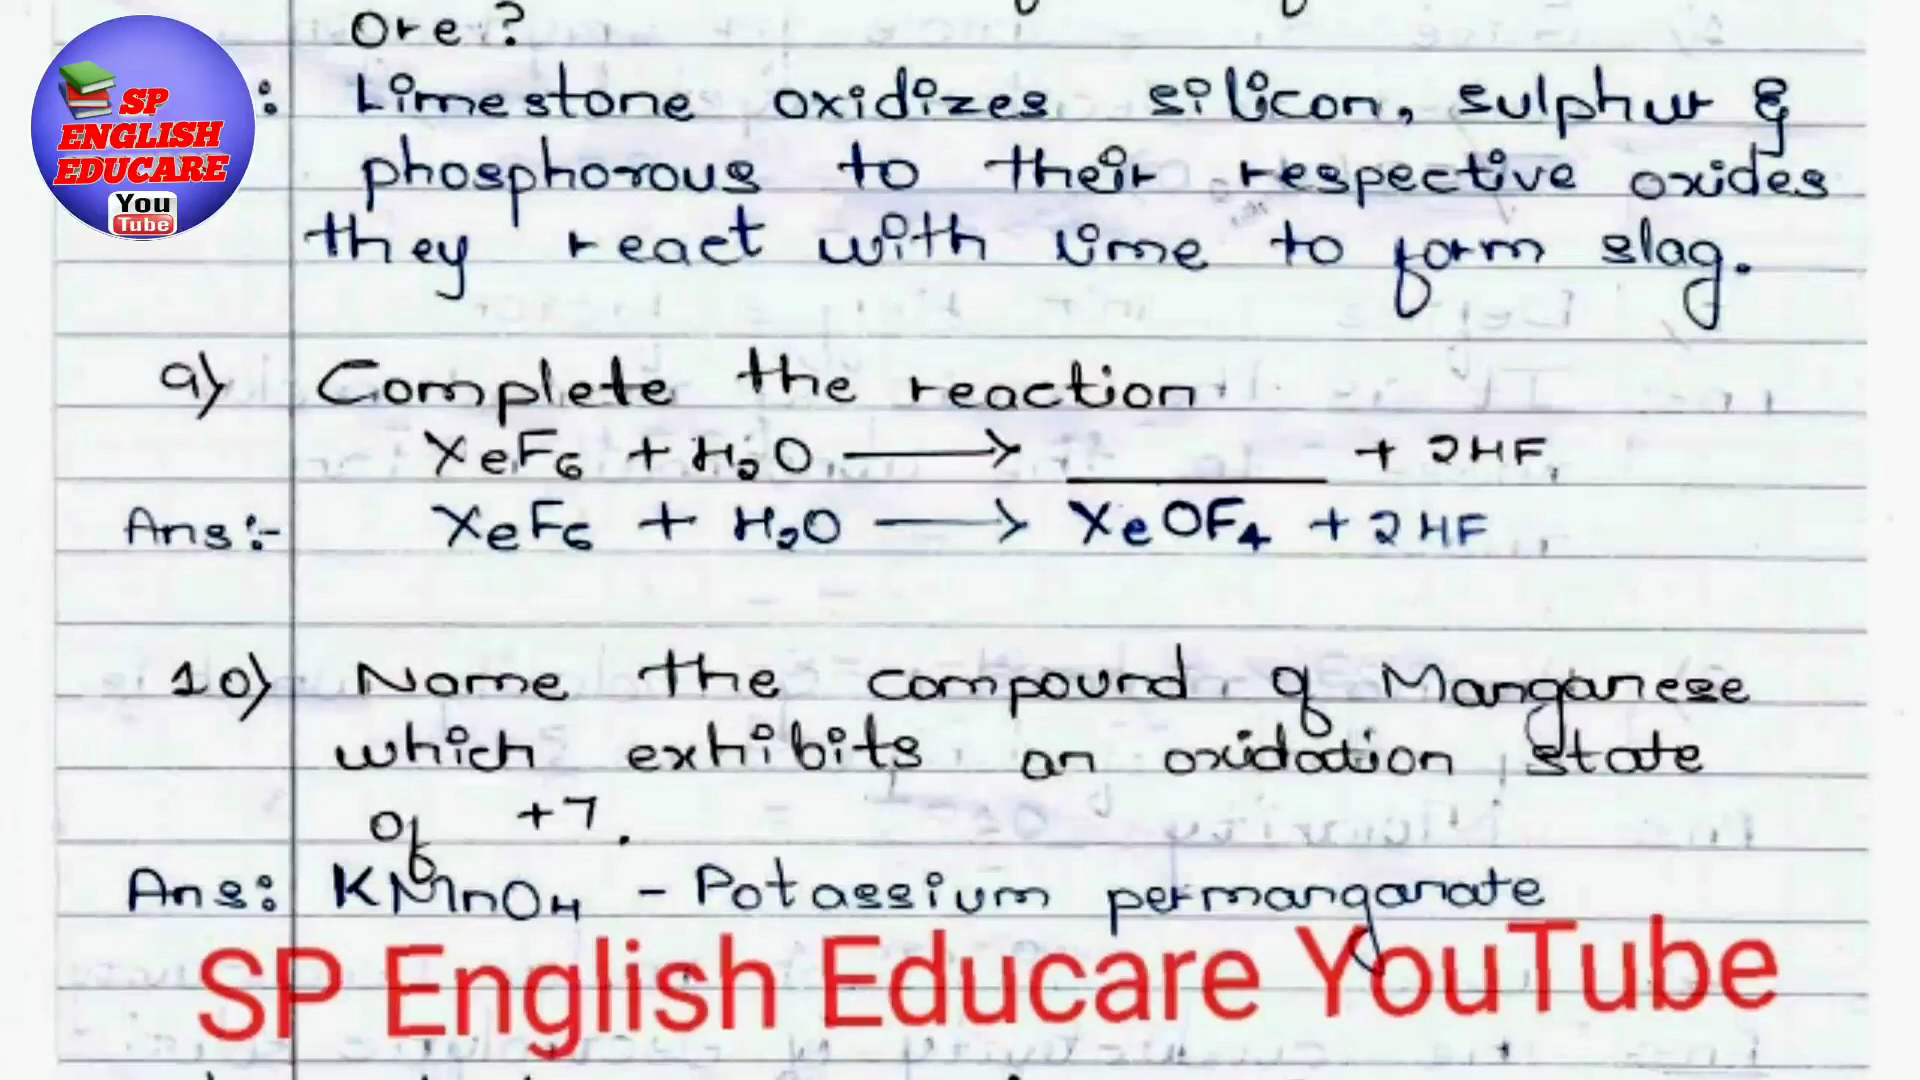 Ore?
SP
ENGLISH
EDUCARE
You
Tube
: Limestone oxidizes silicon, sulphur &
phosphorous to their respective oxides
they react with lime to form slag.
9) Complete the reaction
XeF₆ + H₂O ⟶ ______ + 2HF
Ans:- XeF₆ + H₂O ⟶ XeOF₄ + 2HF
10) Name the compound of Manganese
which exhibits an oxidation state
of +7.
Ans: KMnO₄ - Potassium permanganate
SP English Educare YouTube